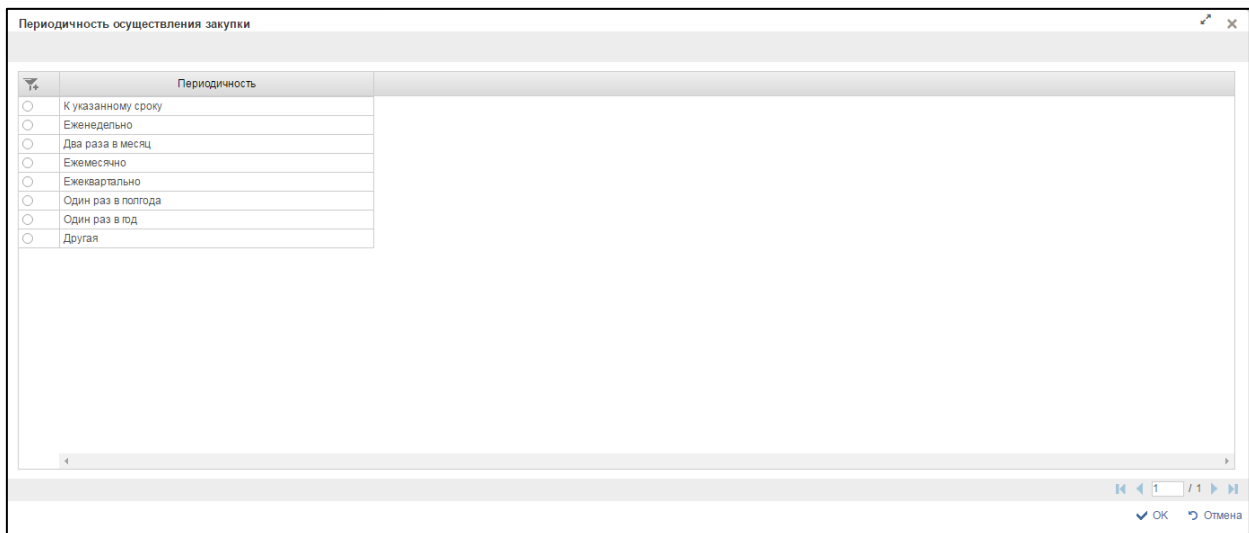 Периодичность осуществления закупки
Периодичность
К указанному сроку
Еженедельно
Два раза в месяц
Ежемесячно
Ежеквартально
Один раз в полгода
Один раз в год
Другая
1 / 1
OK Отмена